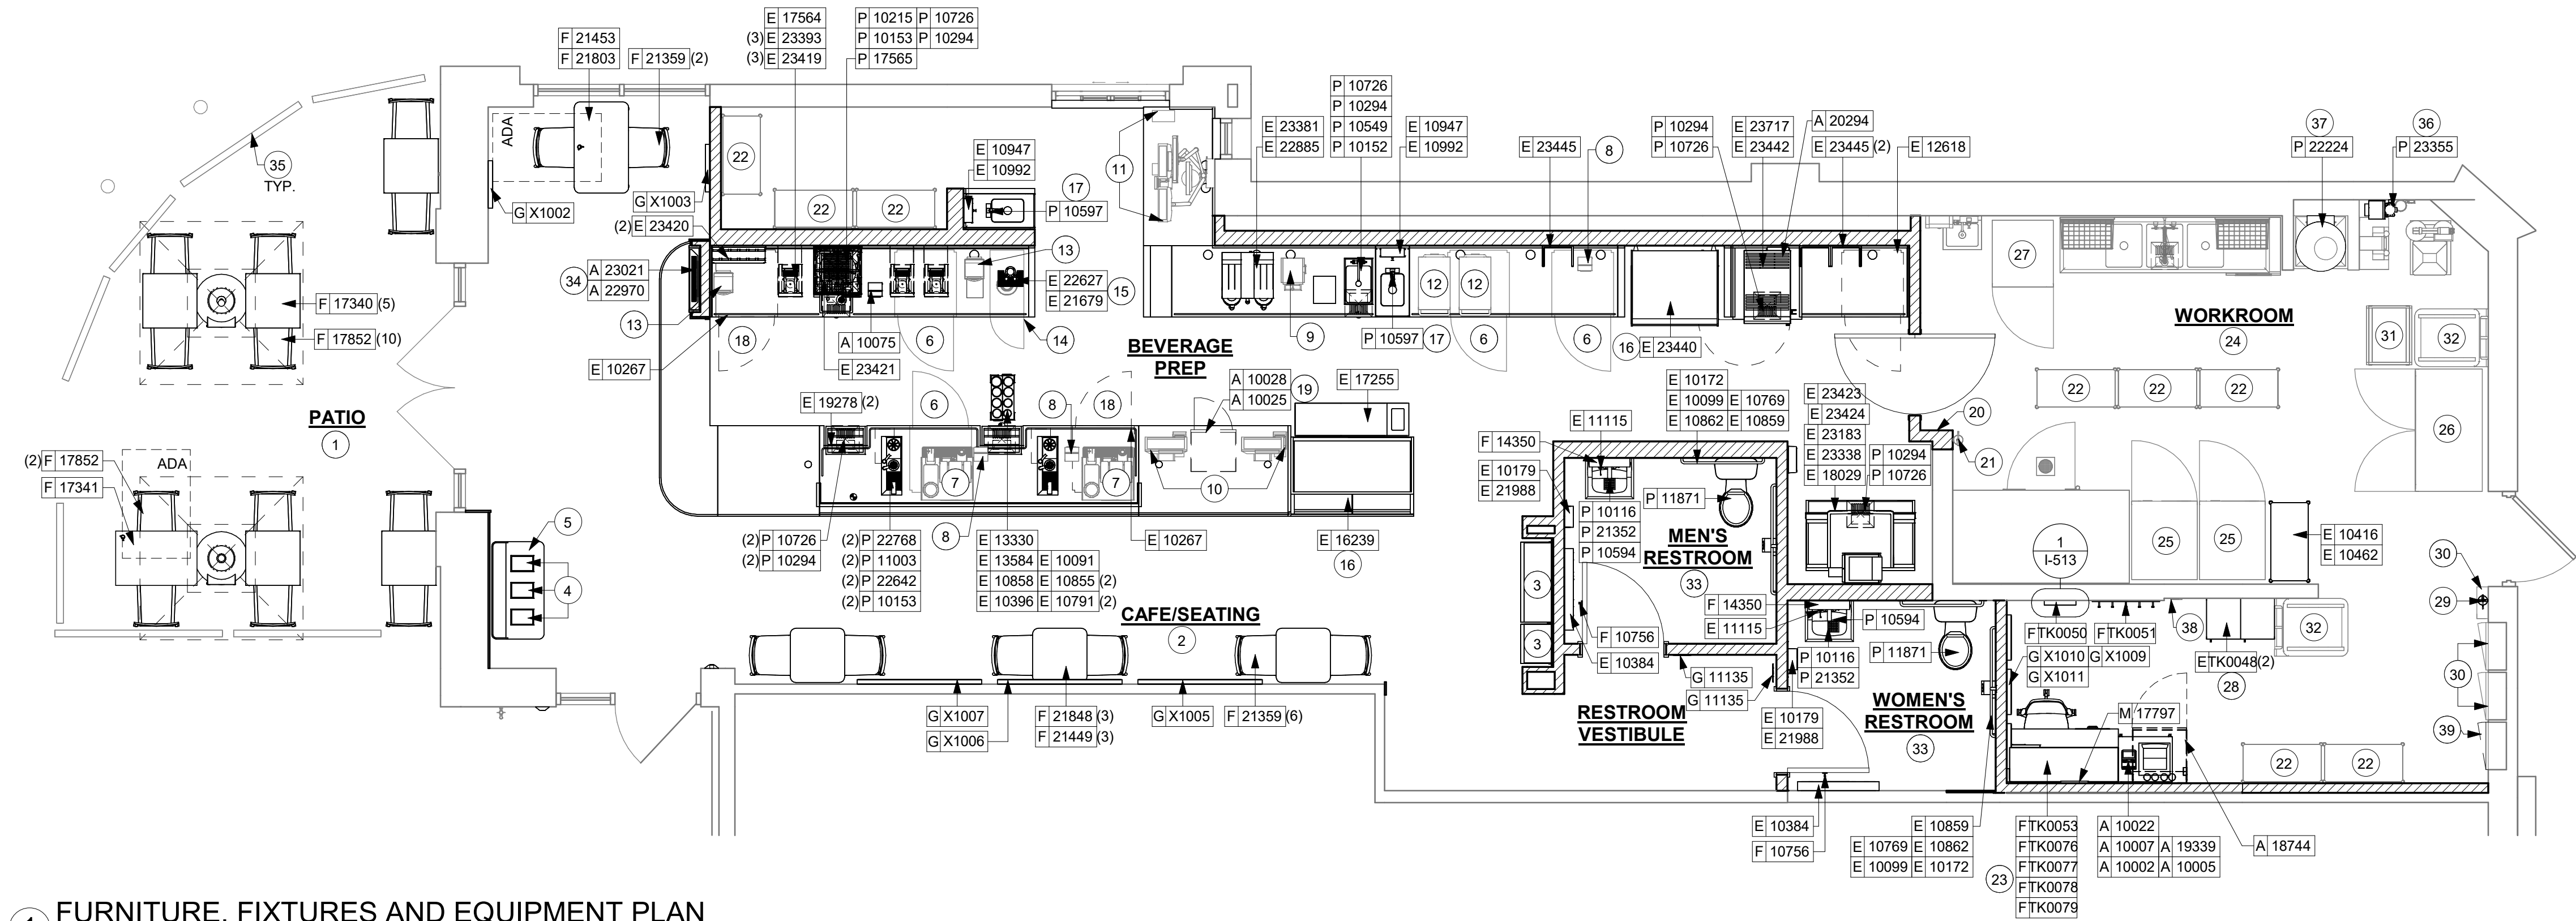 E 17564
(3) E 23393
(3) E 23419
P 10215 P 10726
P 10153 P 10294
P 17565
F 21453
F 21803
F 21359 (2)
ADA
35
TYP.
G X1002
G X1003
22
22
22
(2) E 23420
E 10947
E 10992
17
P 10597
11
P 10726
P 10294
P 10549
P 10152
E 23381
E 22885
E 10947
E 10992
E 23445
8
P 10294
P 10726
E 23717
E 23442
A 20294
E 23445 (2)
E 12618
37
P 22224
36
P 23355
34
A 23021
A 22970
13
13
E 22627
E 21679
15
14
F 17340 (5)
F 17852 (10)
E 10267
18
A 10075
E 23421
6
9
P 10597
17
12
12
6
6
16
E 23440
27
WORKROOM
24
31
32
BEVERAGE
PREP
PATIO
1
E 19278 (2)
6
8
18
A 10028
A 10025
19
E 17255
22
22
22
26
E 10172
E 10099 E 10769
E 10862 E 10859
E 23423
E 23424
E 23183
E 23338
E 18029
P 10294
P 10726
20
21
E 11115
F 14350
E 10179
E 21988
(2) F 17852
F 17341
ADA
7
7
10
P 11871
P 10116
P 21352
P 10594
MEN'S
RESTROOM
33
1
I-513
25
25
E 10416
E 10462
5
4
(2) P 10726
(2) P 10294
(2) P 22768
(2) P 11003
(2) P 22642
(2) P 10153
8
E 13330
E 13584 E 10091
E 10858 E 10855 (2)
E 10396 E 10791 (2)
E 10267
E 16239
16
3
3
30
29
CAFE/SEATING
2
F 14350
E 11115
P 10594
F 10756
E 10384
P 10116
P 21352
P 11871
F TK0050
F TK0051
38
32
G X1010 G X1009
G X1011
E TK0048 (2)
28
30
39
G 11135
G 11135
RESTROOM
VESTIBULE
WOMEN'S
RESTROOM
33
M 17797
G X1007
G X1006
F 21848 (3)
F 21449 (3)
G X1005
F 21359 (6)
E 10179
E 21988
22
22
E 10384
F 10756
E 10859
E 10769 E 10862
E 10099 E 10172
23
F TK0053
F TK0076
F TK0077
F TK0078
F TK0079
A 10022
A 10007 A 19339
A 10002 A 10005
A 18744
FURNITURE, FIXTURES AND EQUIPMENT PLAN